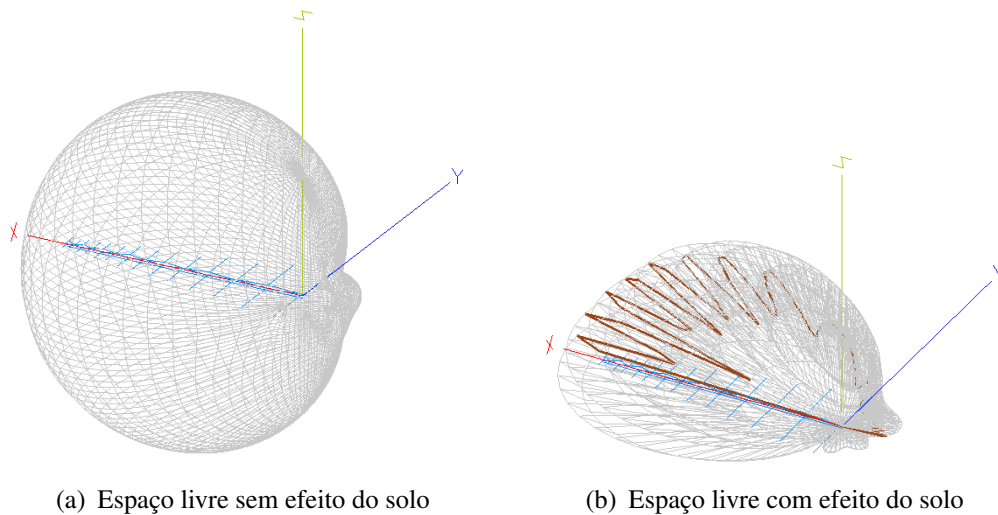 Z
Y
X
Z
Y
X
(a) Espaço livre sem efeito do solo
(b) Espaço livre com efeito do solo